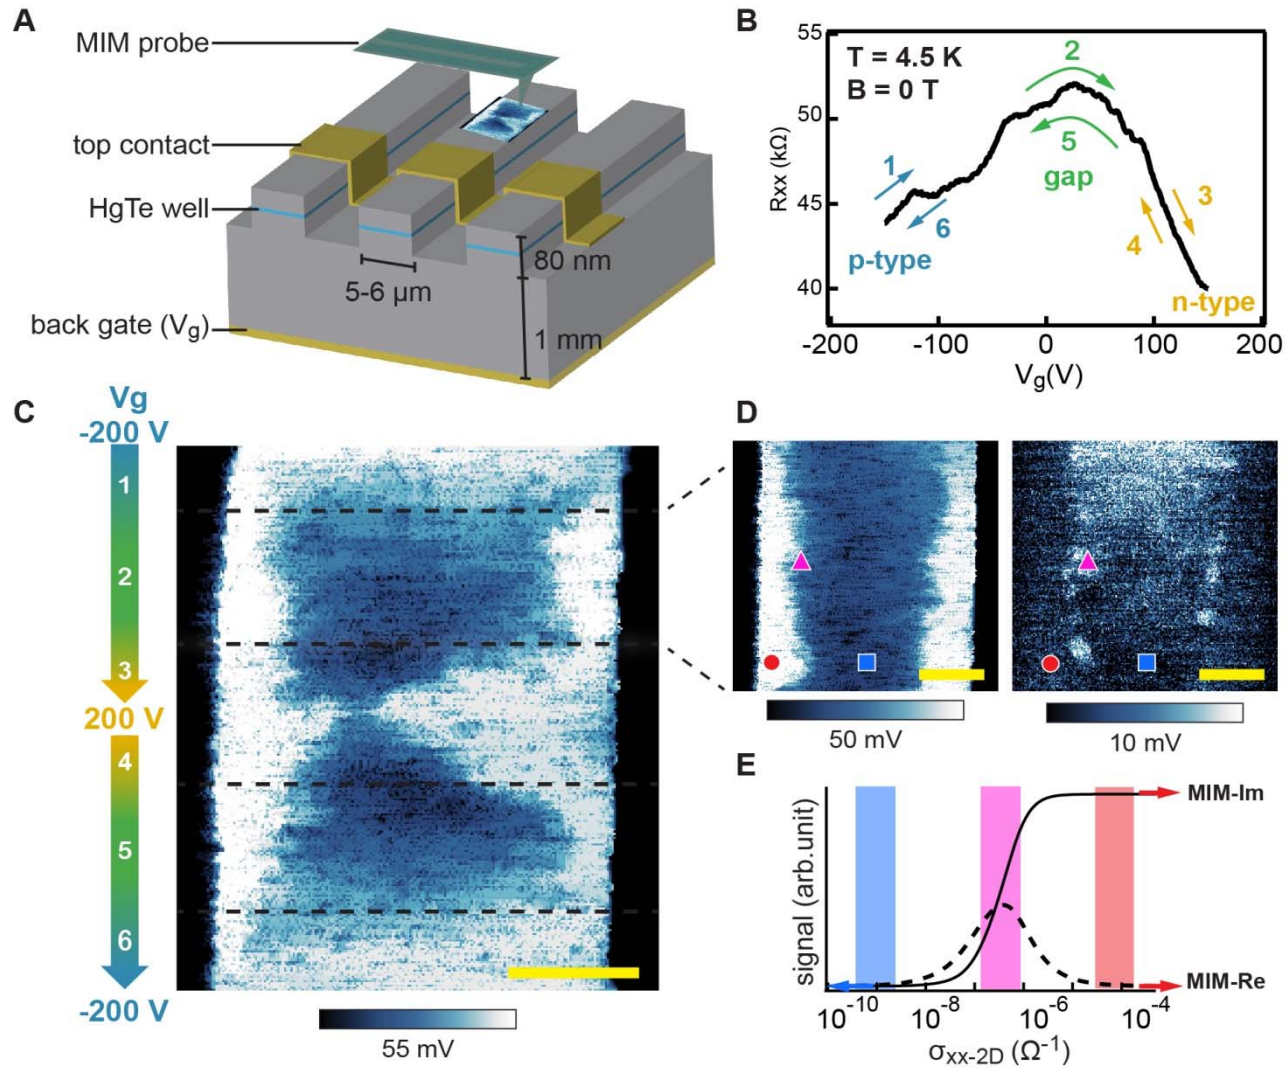 A
MIM probe
top contact
HgTe well
back gate (Vg)
5-6 µm
80 nm
1 mm
B
T = 4.5 K
B = 0 T
Rxx (kΩ)
55
50
45
40
-200
-100
0
100
200
Vg(V)
1
2
3
4
5
6
gap
p-type
n-type
C
Vg
-200 V
1
2
3
200 V
4
5
6
-200 V
55 mV
D
50 mV
10 mV
E
signal (arb.unit)
MIM-Im
MIM-Re
10⁻¹⁰
10⁻⁸
10⁻⁶
10⁻⁴
σxx-2D (Ω⁻¹)